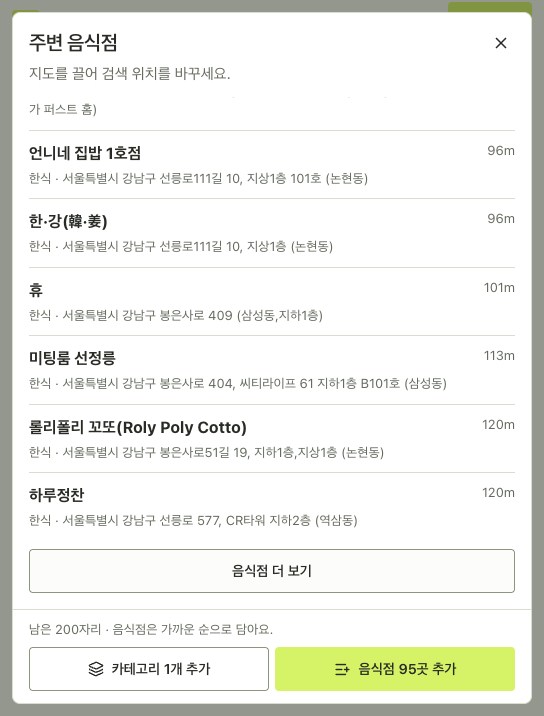 주변 음식점
지도를 끌어 검색 위치를 바꾸세요.
가 퍼스트 홈)
언니네 집밥 1호점
96m
한식 · 서울특별시 강남구 선릉로111길 10, 지상1층 101호 (논현동)
한·강(韓·姜)
96m
한식 · 서울특별시 강남구 선릉로111길 10, 지상1층 (논현동)
휴
101m
한식 · 서울특별시 강남구 봉은사로 409 (삼성동,지하1층)
미팅룸 선정릉
113m
한식 · 서울특별시 강남구 봉은사로 404, 씨티라이프 61 지하1층 B101호 (삼성동)
롤리폴리 꼬또(Roly Poly Cotto)
120m
한식 · 서울특별시 강남구 봉은사로51길 19, 지하1층,지상1층 (논현동)
하루정찬
120m
한식 · 서울특별시 강남구 선릉로 577, CR타워 지하2층 (역삼동)
음식점 더 보기
남은 200자리 · 음식점은 가까운 순으로 담아요.
카테고리 1개 추가
음식점 95곳 추가